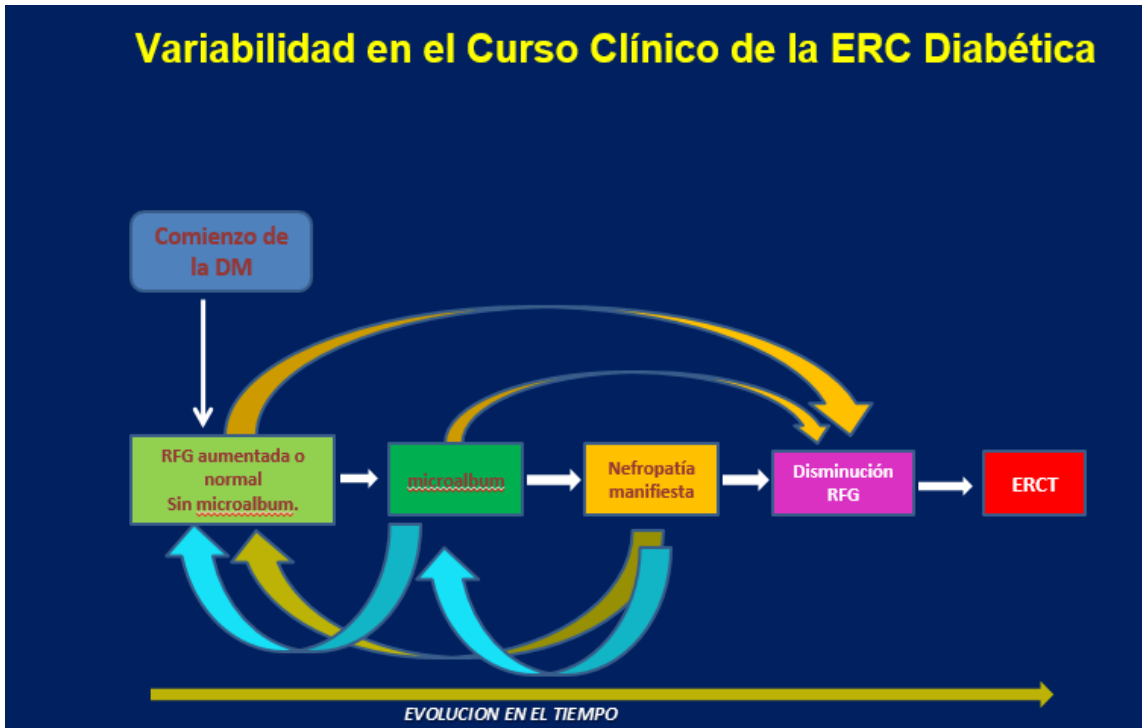 Variabilidad en el Curso Clínico de la ERC Diabética
Comienzo de
la DM
RFG aumentada o
normal
Sin microalbum.
microalbum
Nefropatía
manifiesta
Disminución
RFG
ERCT
EVOLUCION EN EL TIEMPO